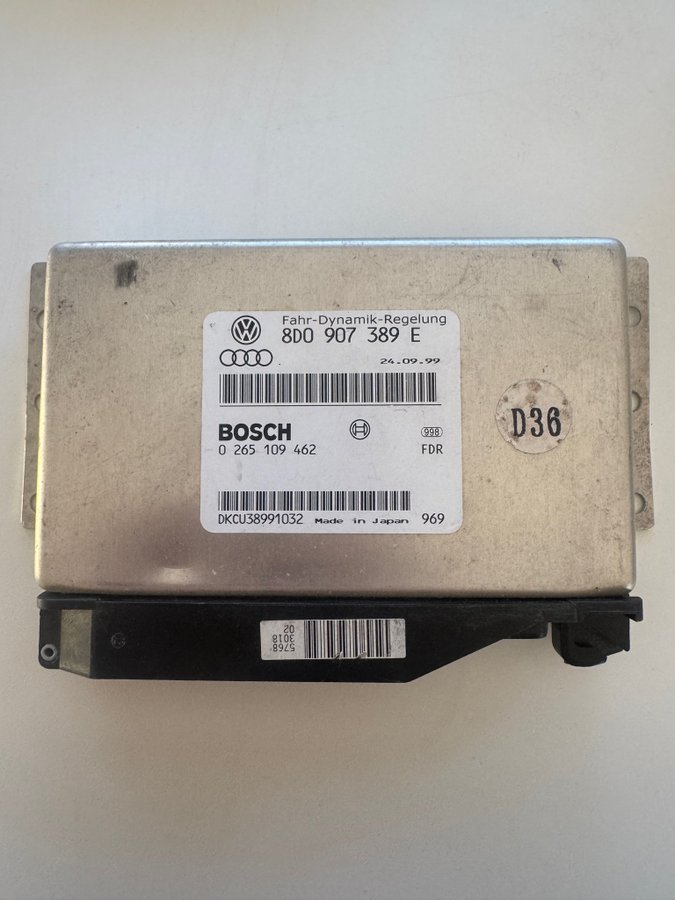 Fahr-Dynamik-Regelung
8D0 907 389 E
24.09.99
BOSCH
0 265 109 462
998
FDR
DKCU38991032 Made in Japan 969
D36
5768
3018
02